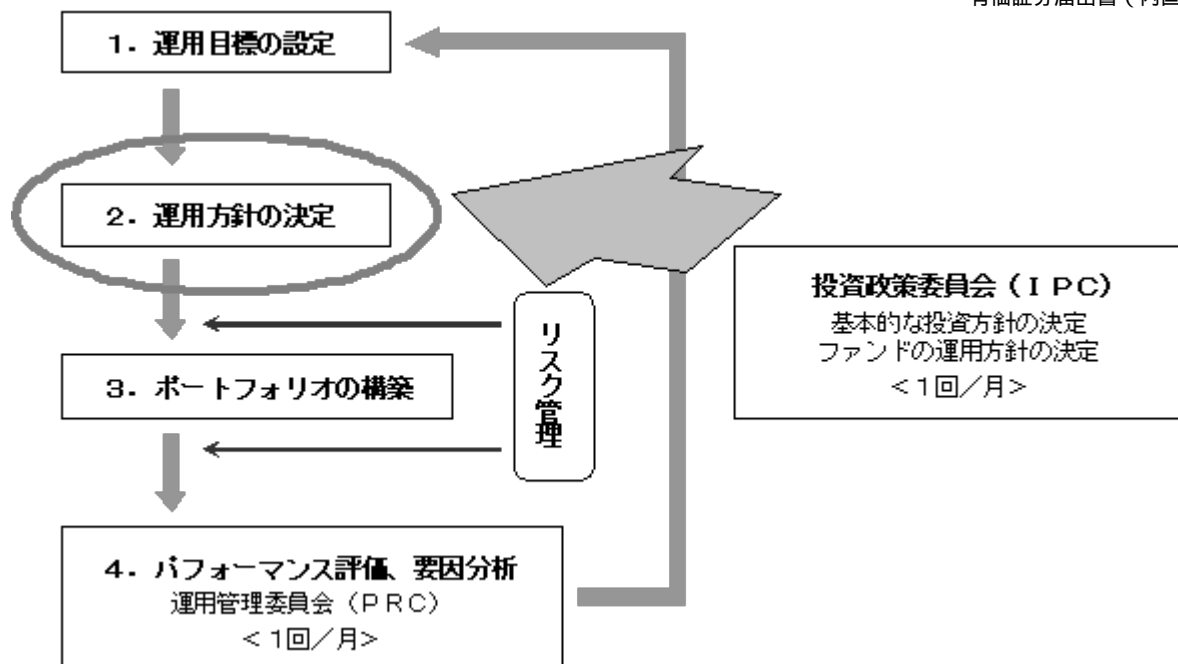 1．運用目標の設定
2．運用方針の決定
投資政策委員会（ＩＰＣ）
基本的な投資方針の決定
ファンドの運用方針の決定
＜１回／月＞
リスク管理
3．ポートフォリオの構築
4．パフォーマンス評価、要因分析
運用管理委員会（ＰＲＣ）
＜１回／月＞